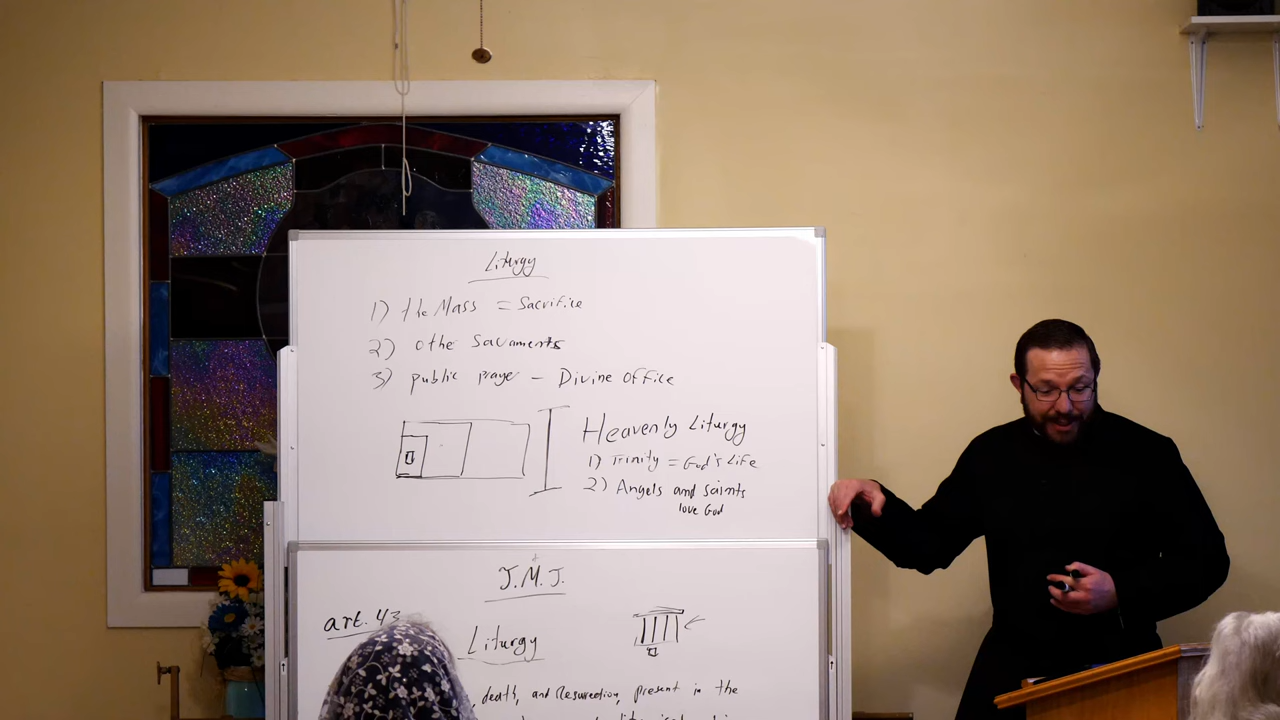 Liturgy
1) the Mass = Sacrifice
2) other Sacraments
3) public prayer - Divine Office
Heavenly Liturgy
1) Trinity = God's Life
2) Angels and Saints
love God
J.M.J.
art. 43
Liturgy
death, and Resurrection, present in the